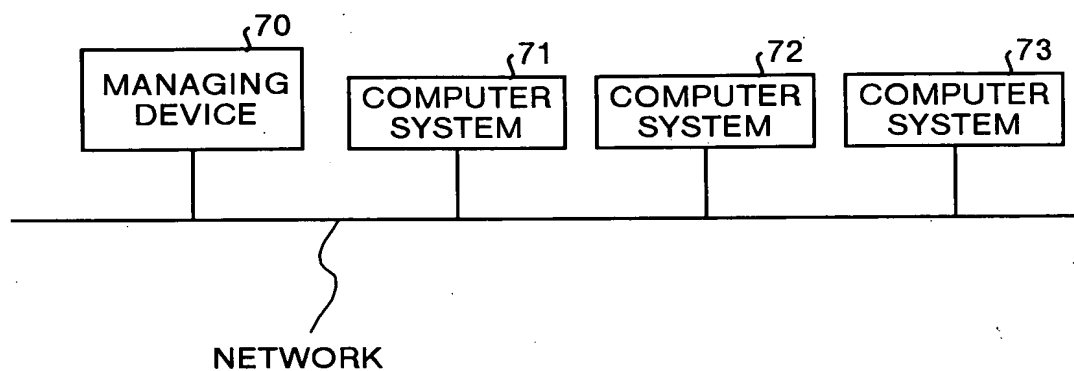 70
MANAGING
DEVICE
71
COMPUTER
SYSTEM
72
COMPUTER
SYSTEM
73
COMPUTER
SYSTEM
NETWORK